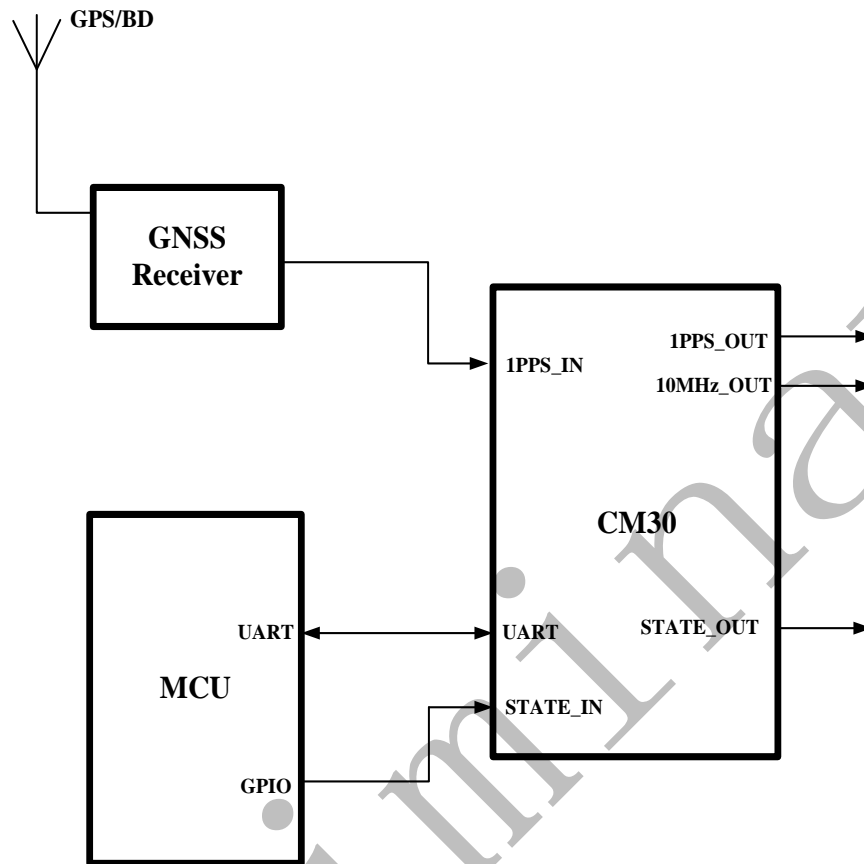 GPS/BD
GNSS
Receiver
1PPS_IN
1PPS_OUT
10MHz_OUT
CM30
UART
UART
STATE_OUT
MCU
STATE_IN
GPIO